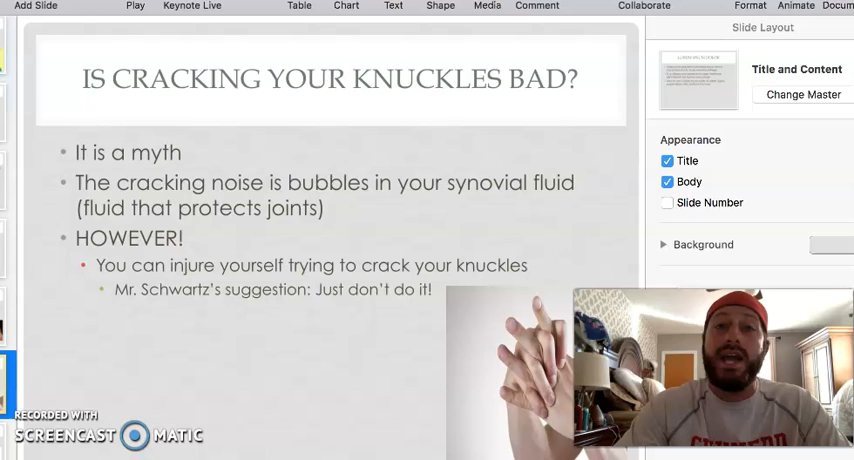 Add Slide Play Keynote Live Table Chart Text Shape Media Comment Collaborate Format Animate
Slide Layout
IS CRACKING YOUR KNUCKLES BAD?
• It is a myth
• The cracking noise is bubbles in your synovial fluid
(fluid that protects joints)
• HOWEVER!
• You can injure yourself trying to crack your knuckles
• Mr. Schwartz's suggestion: Just don't do it!
Title and Content
Change Master
Appearance
Title
Body
Slide Number
Background
RECORDED WITH
SCREENCAST MATIC